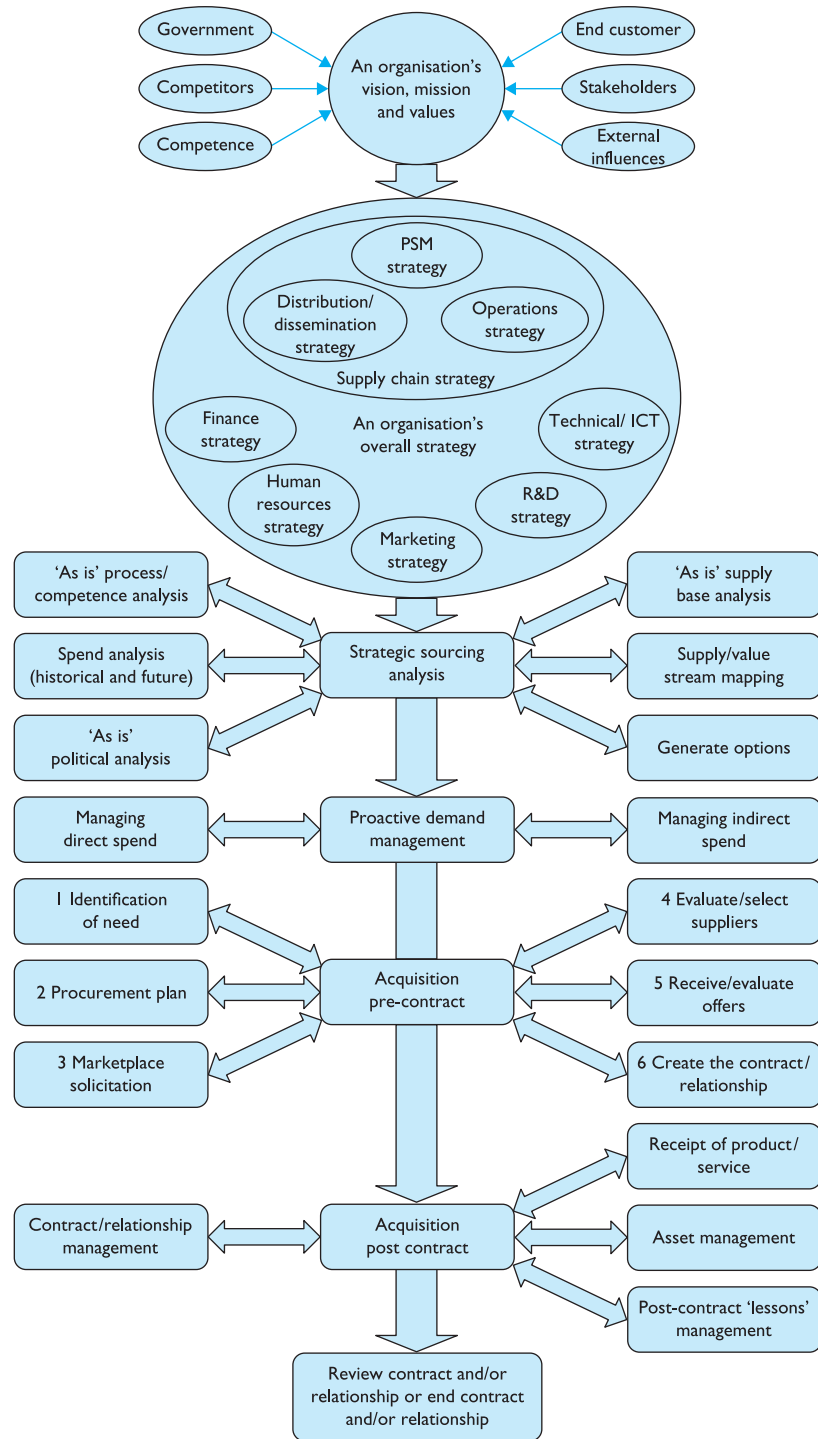 Government
Competitors
Competence
An organisation's
vision, mission
and values
End customer
Stakeholders
External
influences
PSM
strategy
Distribution/
dissemination
strategy
Operations
strategy
Supply chain strategy
Finance
strategy
An organisation's
overall strategy
Technical/ ICT
strategy
Human
resources
strategy
R&D
strategy
Marketing
strategy
'As is' process/
competence analysis
Spend analysis
(historical and future)
'As is'
political analysis
Strategic sourcing
analysis
'As is' supply
base analysis
Supply/value
stream mapping
Generate options
Managing
direct spend
Proactive demand
management
Managing indirect
spend
1 Identification
of need
2 Procurement plan
3 Marketplace
solicitation
Acquisition
pre-contract
4 Evaluate/select
suppliers
5 Receive/evaluate
offers
6 Create the contract/
relationship
Contract/relationship
management
Acquisition
post contract
Receipt of product/
service
Asset management
Post-contract 'lessons'
management
Review contract and/or
relationship or end contract
and/or relationship